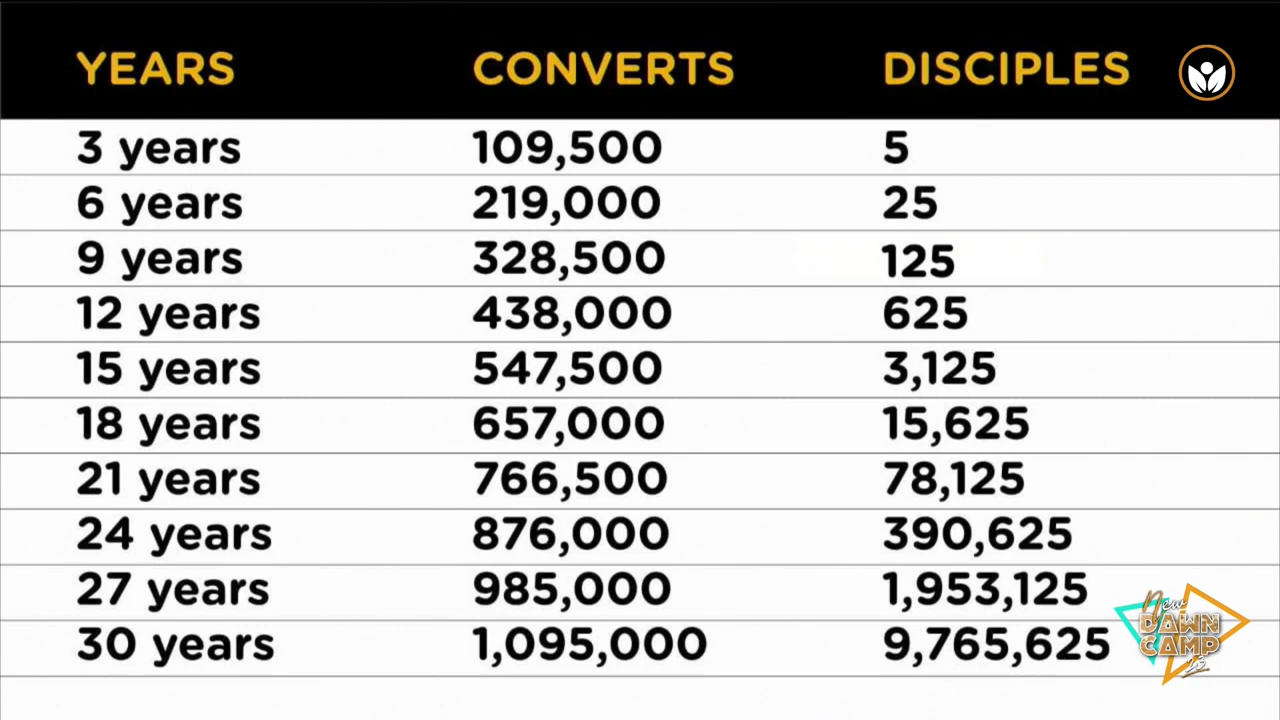 YEARS CONVERTS DISCIPLES
3 years 109,500 5
6 years 219,000 25
9 years 328,500 125
12 years 438,000 625
15 years 547,500 3,125
18 years 657,000 15,625
21 years 766,500 78,125
24 years 876,000 390,625
27 years 985,000 1,953,125
30 years 1,095,000 9,765,625
New
DAWN
CAMP